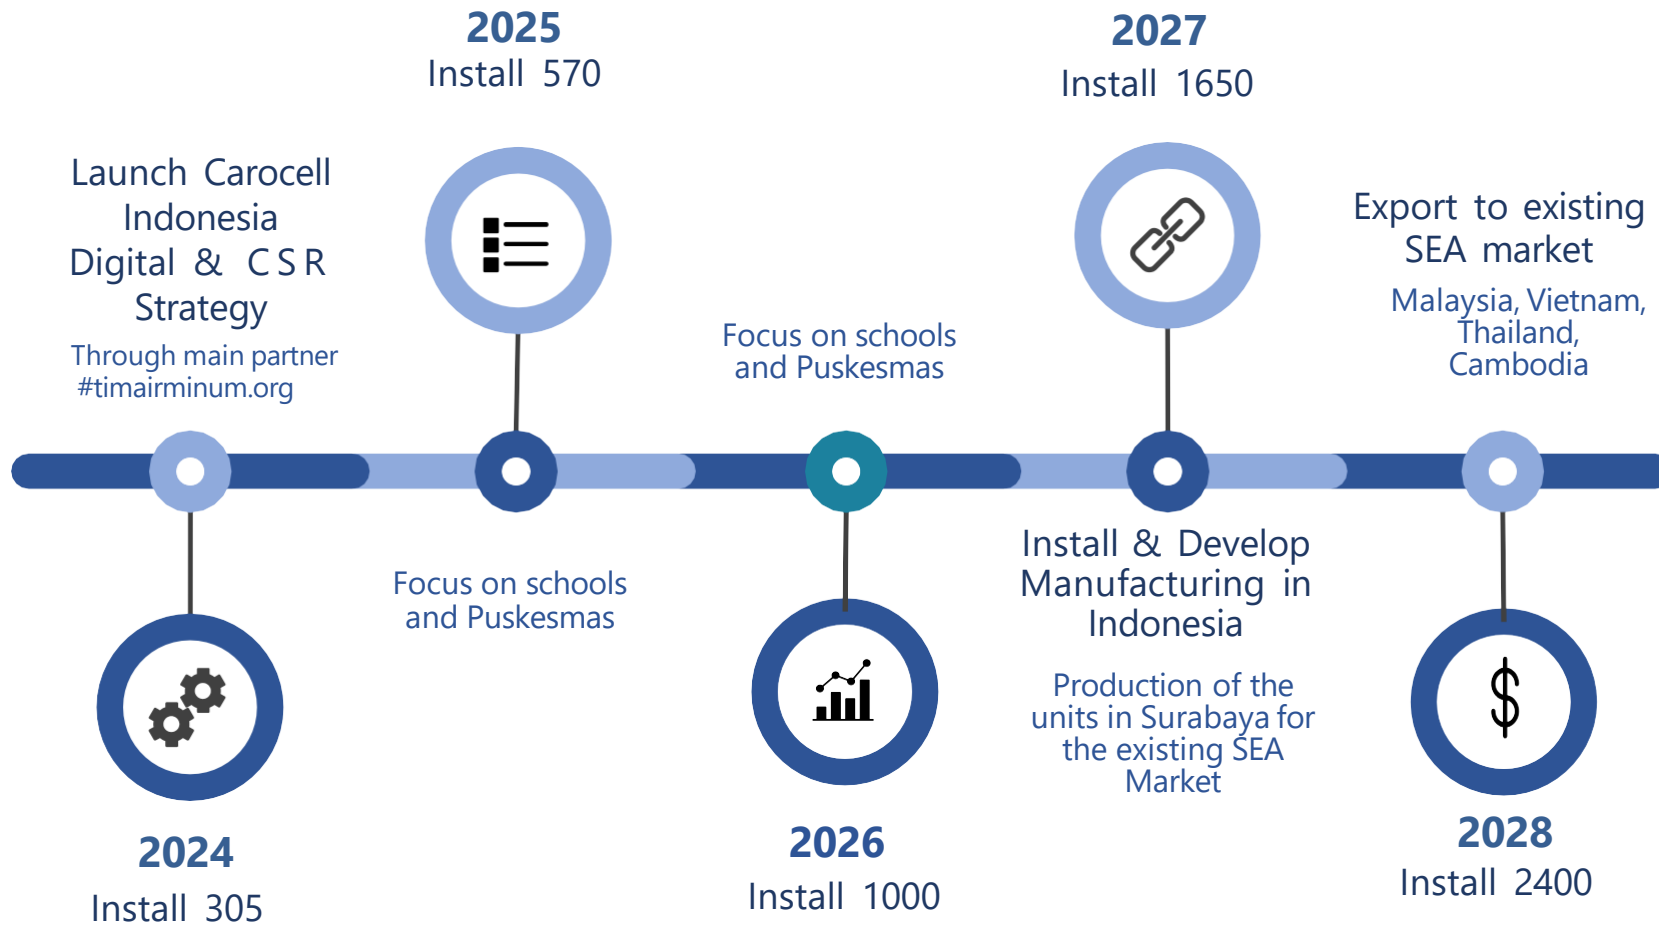 Launch Carocell
Indonesia
Digital & CSR
Strategy
Through main partner
#timairminum.org
2024
Install 305
2025
Install 570
Focus on schools
and Puskesmas
Focus on schools
and Puskesmas
2026
Install 1000
2027
Install 1650
Install & Develop
Manufacturing in
Indonesia
Production of the
units in Surabaya for
the existing SEA
Market
Export to existing
SEA market
Malaysia, Vietnam,
Thailand,
Cambodia
2028
Install 2400